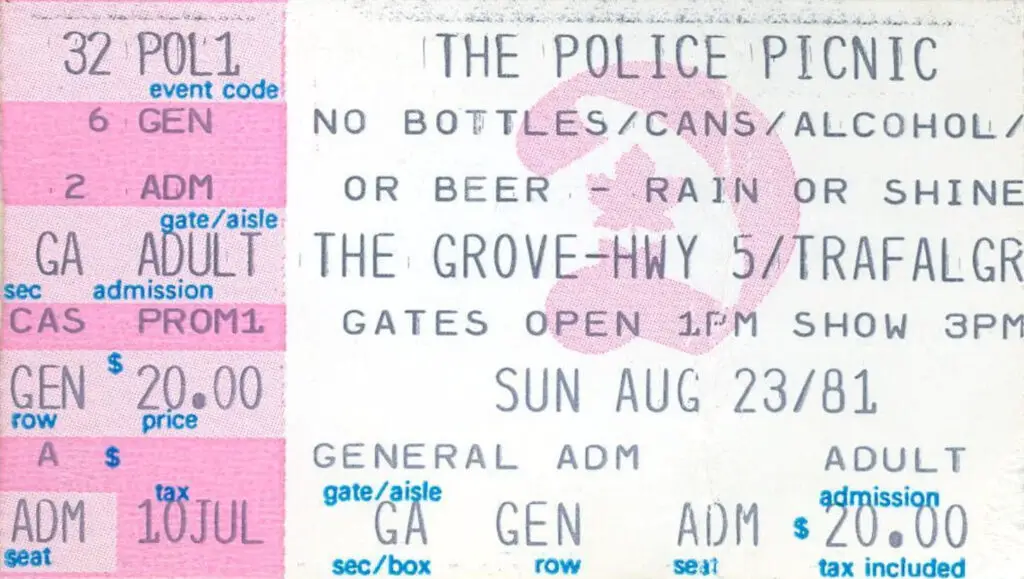 32 POL1
event code
6 GEN
2 ADM
gate/aisle
GA ADULT
sec admission
CAS PROM1
$
GEN 20.00
row price
A $
tax
ADM 10JUL
seat
THE POLICE PICNIC
NO BOTTLES/CANS/ALCOHOL/
OR BEER - RAIN OR SHINE
THE GROVE-HWY 5/TRAFALGR
GATES OPEN 1PM SHOW 3PM
SUN AUG 23/81
GENERAL ADM ADULT
gate/aisle admission
GA GEN ADM $ 20.00
sec/box row seat tax included